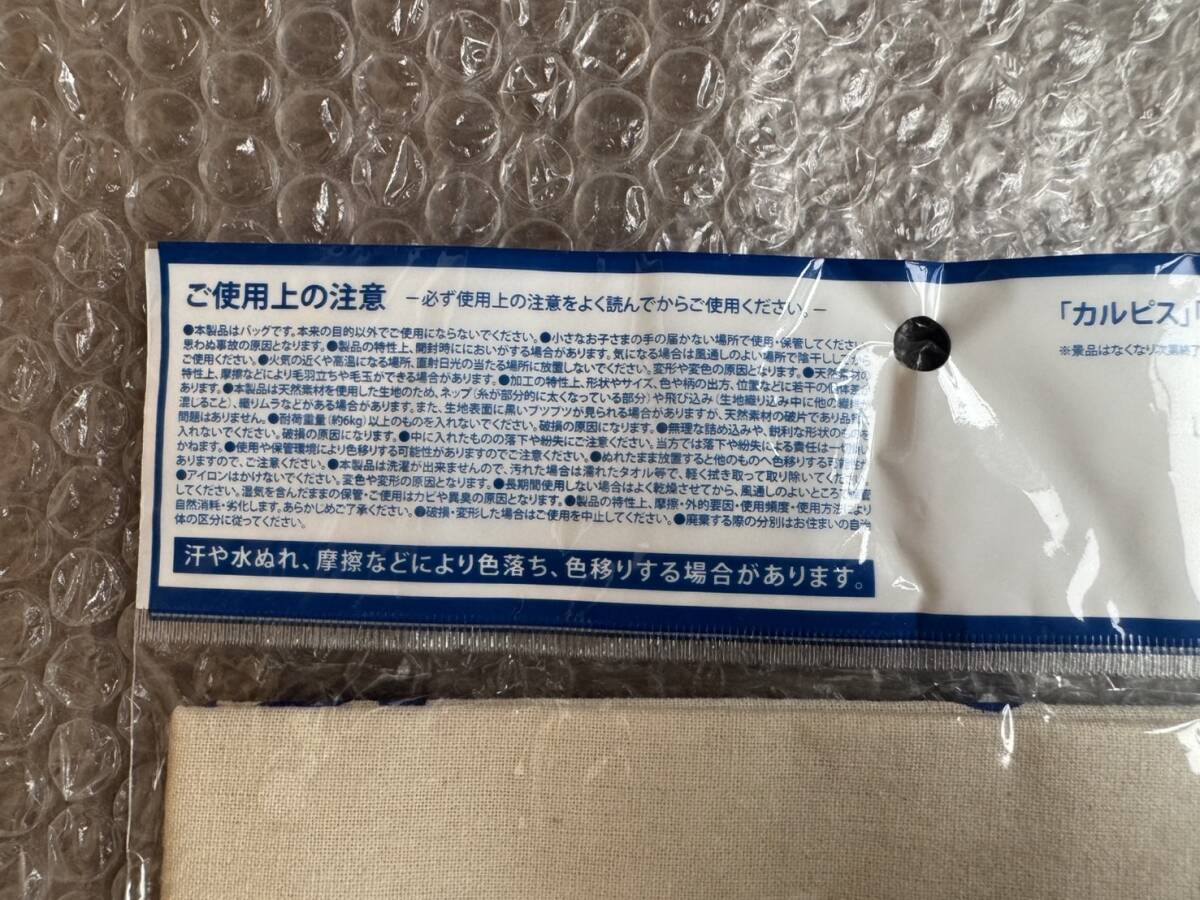 ご使用上の注意 －必ず使用上の注意をよく読んでからご使用ください。－
●本製品はバッグです。本来の目的以外でご使用にならないでください。●小さなお子さまの手の届かない場所で使用・保管してくださ
思わぬ事故の原因となります。●製品の特性上、開封時ににおいがする場合があります。気になる場合は風通しのよい場所で陰干しし
ご使用ください。●火気の近くや高温になる場所、直射日光の当たる場所に放置しないでください。変形や変色の原因となります。●天然素材の
特性上、摩擦などにより毛羽立ちや毛玉ができる場合があります。●加工の特性上、形状やサイズ、色や柄の出方、位置などに若干の個体差
あります。●本製品は天然素材を使用した生地のため、ネップ（糸が部分的に太くなっている部分）や飛び込み（生地織り込み中に他の繊維
混じること）、織りムラなどがある場合があります。また、生地表面に黒いブツブツが見られる場合がありますが、天然素材の破片であり品
問題はありません。●耐荷重量（約6kg）以上のものを入れないでください。破損の原因になります。●無理な詰め込みや、鋭利な形状の
入れないでください。破損の原因になります。●中に入れたものの落下や紛失にご注意ください。当方では落下や紛失による責任は一
かねます。●使用や保管環境により色移りする可能性がありますのでご注意ください。●ぬれたまま放置すると他のものへ色移りする可能性
ありますので、ご注意ください。●本製品は洗濯が出来ませんので、汚れた場合は濡れたタオル等で、軽く拭き取って取り除いてくだ
●アイロンはかけないでください。変色や変形の原因となります。●長期間使用しない場合はよく乾燥させてから、風通しのよいところ
してください。湿気を含んだままの保管・ご使用はカビや異臭の原因となります。●製品の特性上、摩擦・外的要因・使用頻度・使用方法により
自然消耗・劣化します。あらかじめご了承ください。●破損・変形した場合はご使用を中止してください。●廃棄する際の分別はお住まいの自治
体の区分に従ってください。
汗や水ぬれ、摩擦などにより色落ち、色移りする場合があります。
「カルピス」
※景品はなくなり次第終了